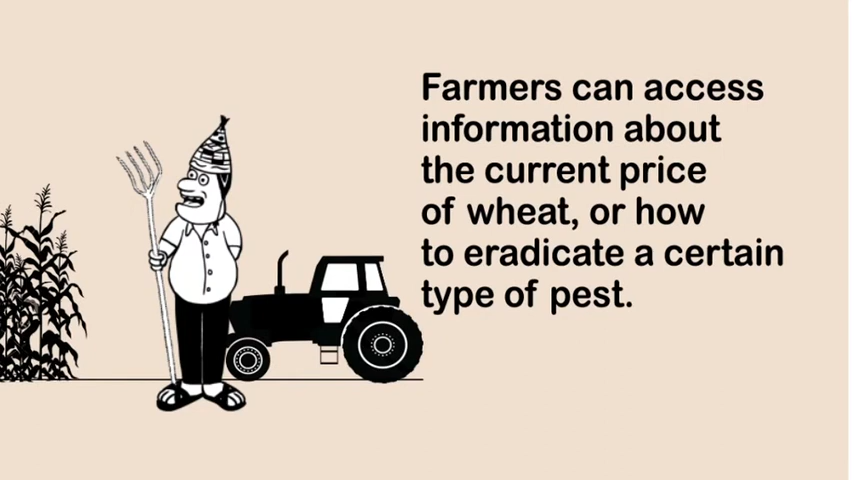 Farmers can access
information about
the current price
of wheat, or how
to eradicate a certain
type of pest.